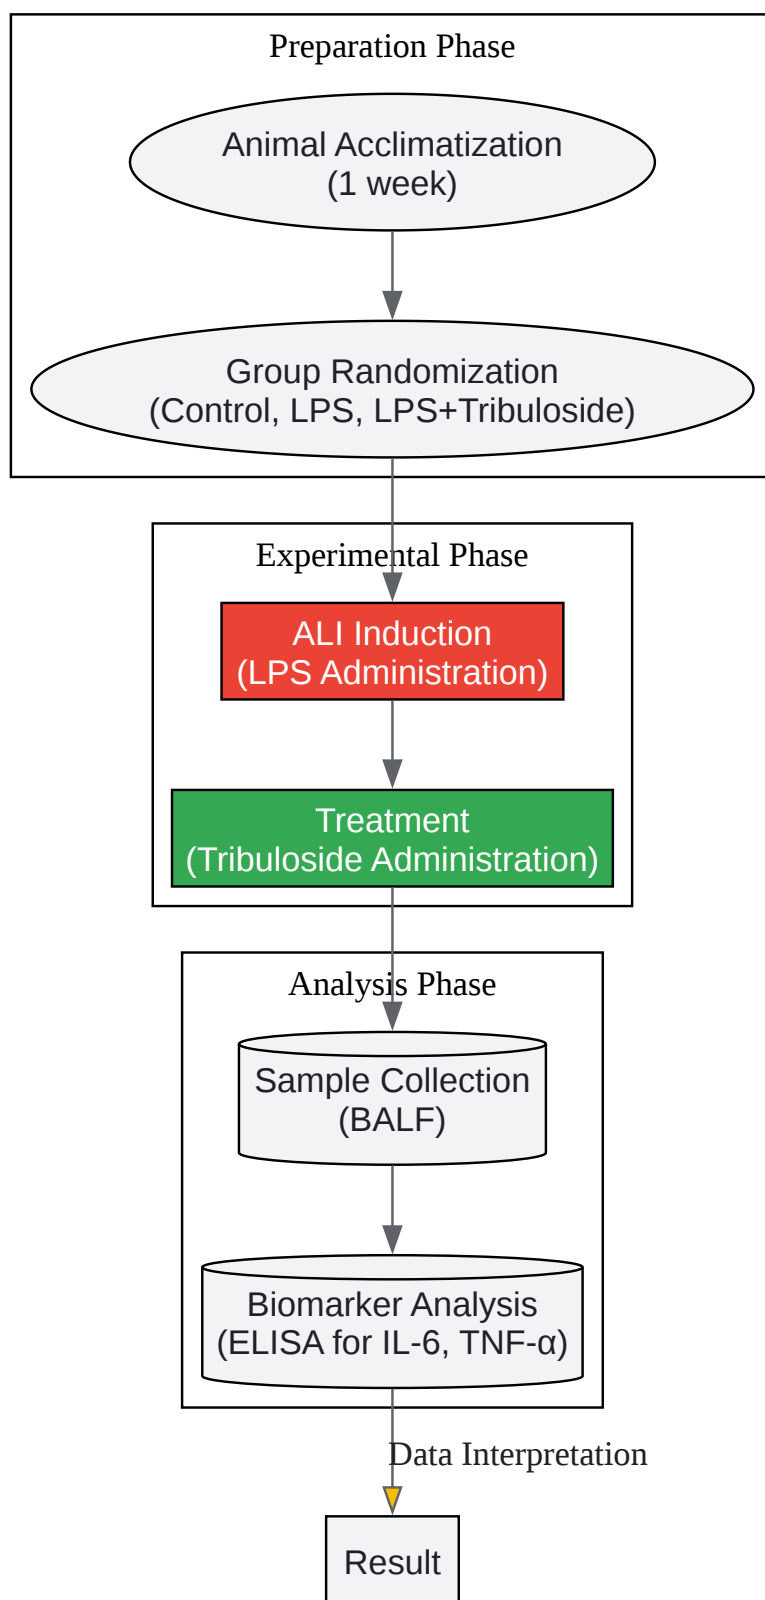 Preparation Phase
Animal Acclimatization
(1 week)
Group Randomization
(Control, LPS, LPS+Tribuloside)
Experimental Phase
ALI Induction
(LPS Administration)
Treatment
(Tribuloside Administration)
Analysis Phase
Sample Collection
(BALF)
Biomarker Analysis
(ELISA for IL-6, TNF-α)
Data Interpretation
Result